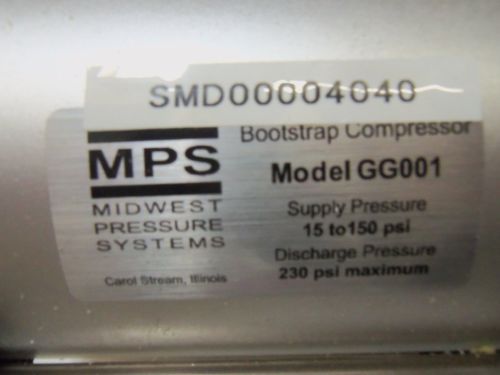 SMD00004040
Bootstrap Compressor
MPS
Model GG001
MIDWEST
PRESSURE
SYSTEMS
Supply Pressure
15 to150 psi
Discharge Pressure
230 psi maximum
Carol Stream, Illinois